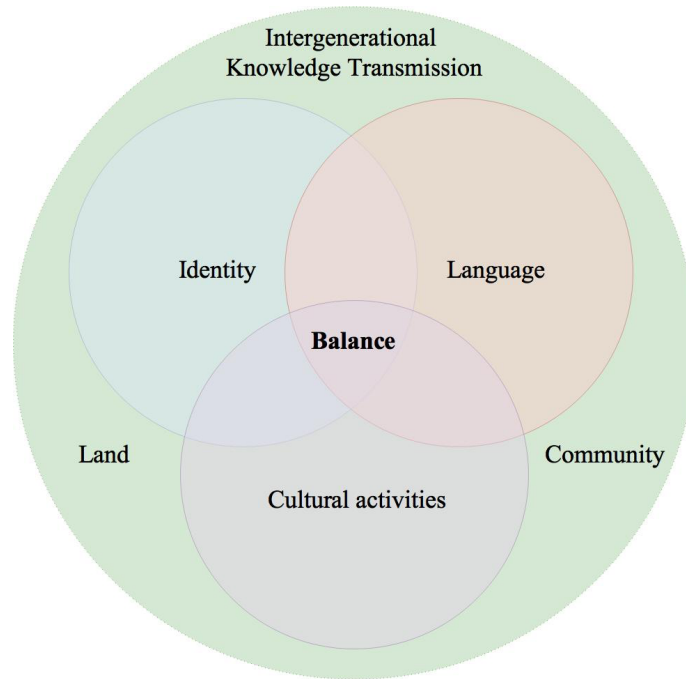 Intergenerational
Knowledge Transmission
Identity
Language
Balance
Land
Community
Cultural activities